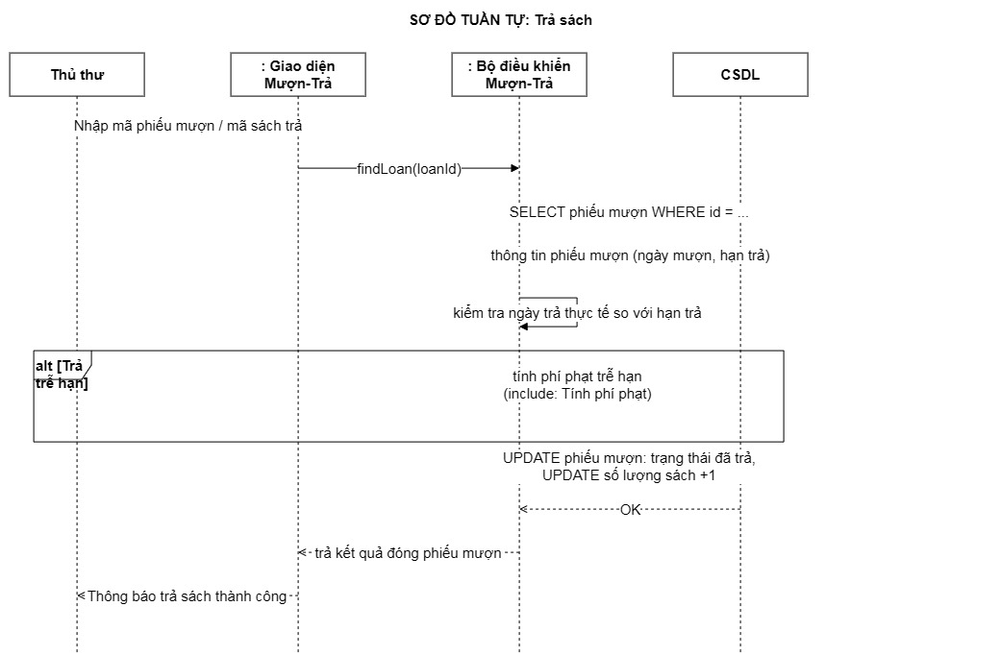 SƠ ĐỒ TUẦN TỰ: Trả sách
Thủ thư
: Giao diện
Mượn-Trả
: Bộ điều khiển
Mượn-Trả
CSDL
Nhập mã phiếu mượn / mã sách trả
findLoan(loanId)
SELECT phiếu mượn WHERE id = ...
thông tin phiếu mượn (ngày mượn, hạn trả)
kiểm tra ngày trả thực tế so với hạn trả
alt [Trả
trễ hạn]
tính phí phạt trễ hạn
(include: Tính phí phạt)
UPDATE phiếu mượn: trạng thái đã trả,
UPDATE số lượng sách +1
OK
trả kết quả đóng phiếu mượn
Thông báo trả sách thành công